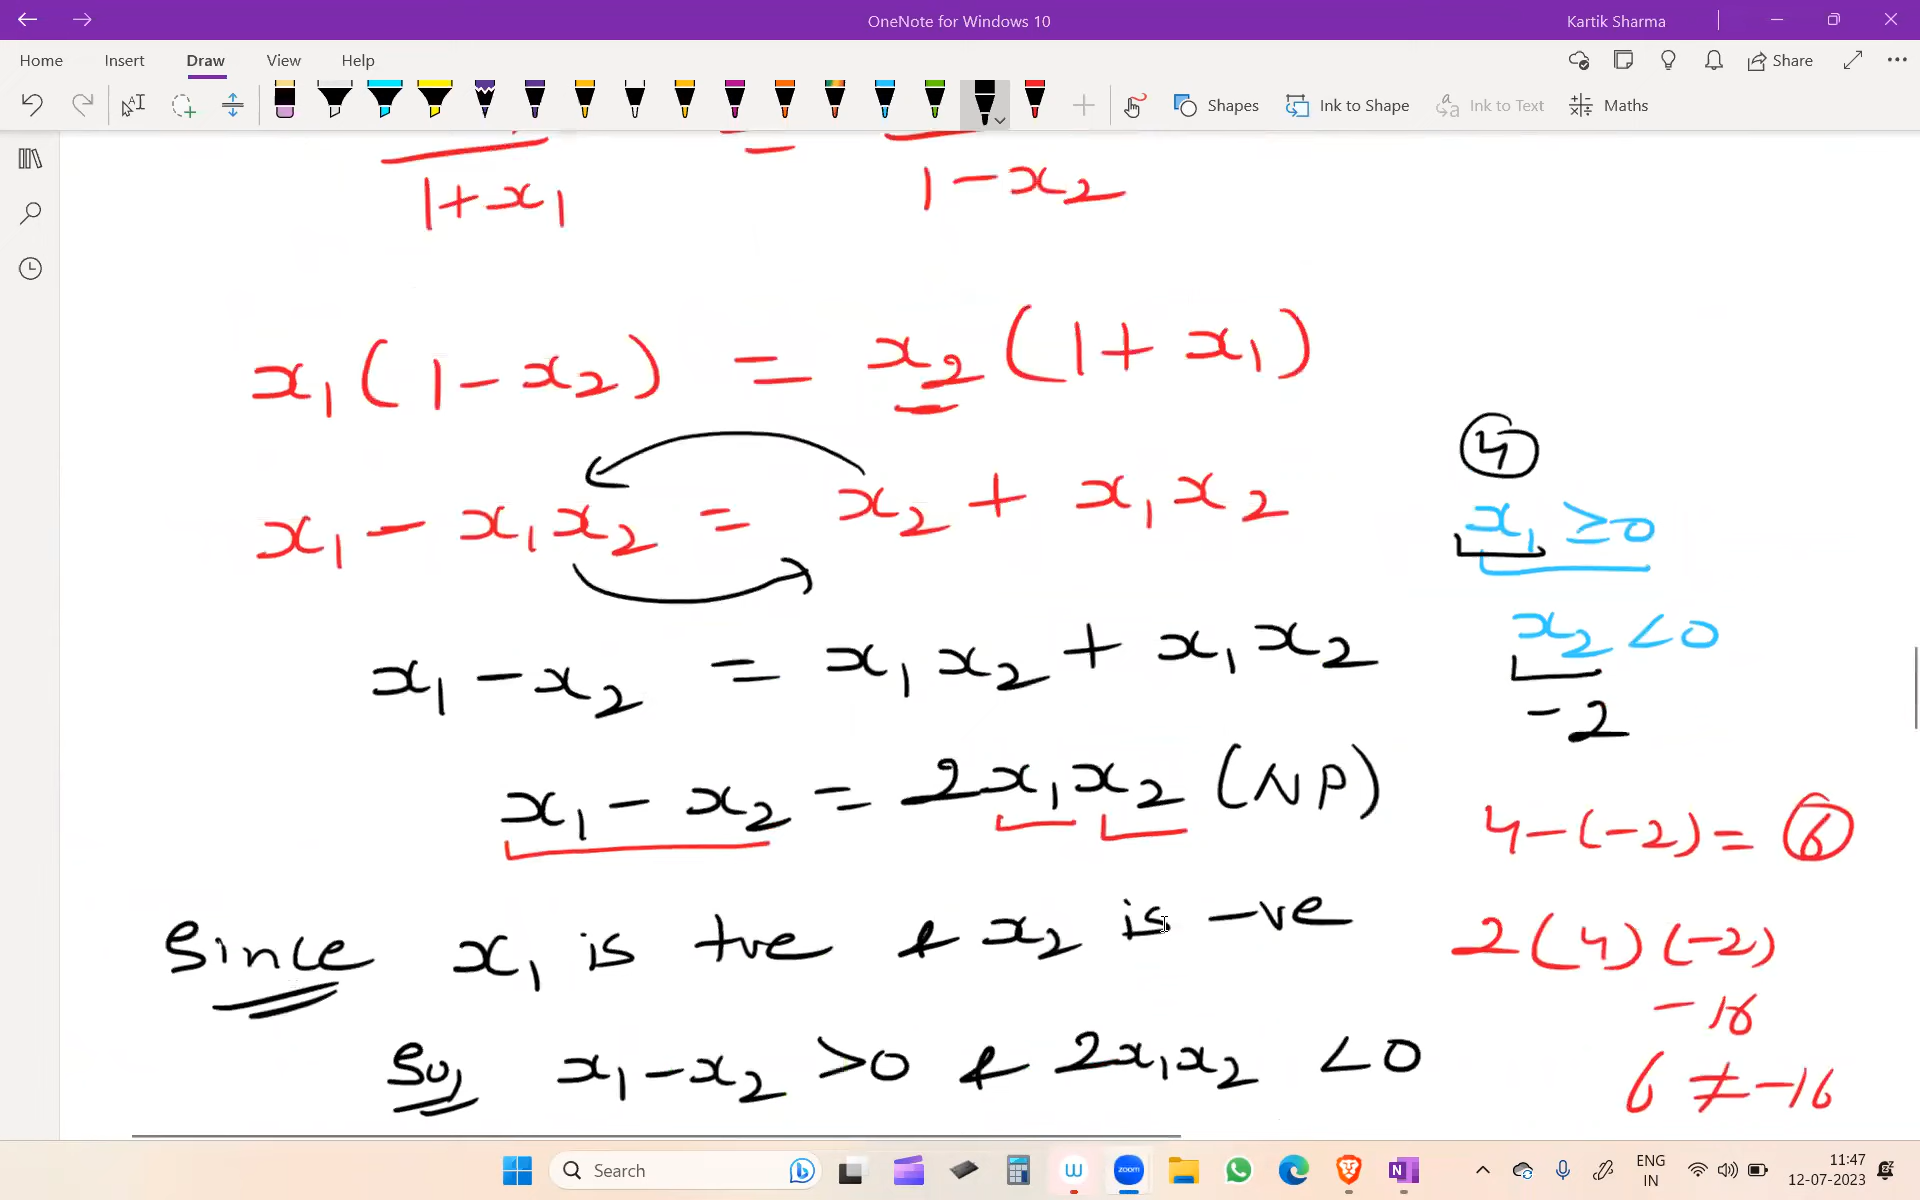 OneNote for Windows 10
Kartik Sharma
Home Insert Draw View Help
Share
Shapes Ink to Shape Ink to Text Maths
1+x₁ = 1-x₂
x₁(1-x₂) = x₂(1+x₁)
x₁-x₁x₂ = x₂+x₁x₂
x₁-x₂ = x₁x₂+x₁x₂
x₁-x₂=2x₁x₂ (NP)
Since x₁ is +ve & x₂ is -ve
So, x₁-x₂ >0 & 2x₁x₂ <0
4
x₁ ≥0
x₂ <0
-2
4-(-2)= 6
2(4)(-2)
-16
6 ≠ -16
Search
W
zoom
N
ENG
IN
11:47
12-07-2023